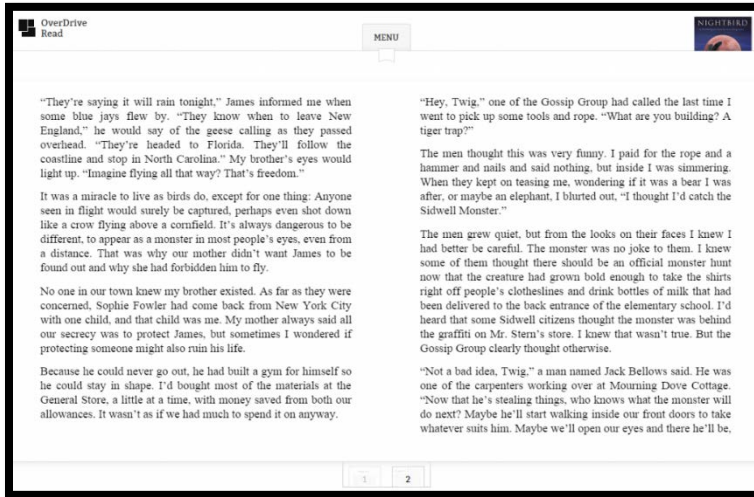 OverDrive
Read
MENU
NIGHTBIRD
“They’re saying it will rain tonight,” James informed me when
some blue jays flew by. “They know when to leave New
England,” he would say of the geese calling as they passed
overhead. “They’re headed to Florida. They’ll follow the
coastline and stop in North Carolina.” My brother’s eyes would
light up. “Imagine flying all that way? That’s freedom.”
It was a miracle to live as birds do, except for one thing: Anyone
seen in flight would surely be captured, perhaps even shot down
like a crow flying above a cornfield. It’s always dangerous to be
different, to appear as a monster in most people’s eyes, even from
a distance. That was why our mother didn’t want James to be
found out and why she had forbidden him to fly.
No one in our town knew my brother existed. As far as they were
concerned, Sophie Fowler had come back from New York City
with one child, and that child was me. My mother always said all
our secrecy was to protect James, but sometimes I wondered if
protecting someone might also ruin his life.
Because he could never go out, he had built a gym for himself so
he could stay in shape. I’d bought most of the materials at the
General Store, a little at a time, with money saved from both our
allowances. It wasn’t as if we had much to spend it on anyway.
“Hey, Twig,” one of the Gossip Group had called the last time I
went to pick up some tools and rope. “What are you building? A
tiger trap?”
The men thought this was very funny. I paid for the rope and a
hammer and nails and said nothing, but inside I was simmering.
When they kept on teasing me, wondering if it was a bear I was
after, or maybe an elephant, I blurted out, “I thought I’d catch the
Sidwell Monster.”
The men grew quiet, but from the looks on their faces I knew I
had better be careful. The monster was no joke to them. I knew
some of them thought there should be an official monster hunt
now that the creature had grown bold enough to take the shirts
right off people’s clotheslines and drink bottles of milk that had
been delivered to the back entrance of the elementary school. I’d
heard that some Sidwell citizens thought the monster was behind
the graffiti on Mr. Stern’s store. I knew that wasn’t true. But the
Gossip Group clearly thought otherwise.
“Not a bad idea, Twig,” a man named Jack Bellows said. He was
one of the carpenters working over at Mourning Dove Cottage.
“Now that he’s stealing things, who knows what the monster will
do next? Maybe he’ll start walking inside our front doors to take
whatever suits him. Maybe we’ll open our eyes and there he’ll be,
1
2